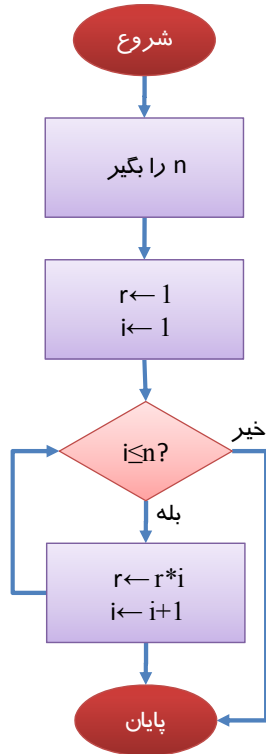 شروع
n را بگیر
r← 1
i← 1
i≤n?
خیر
بله
r← r*i
i← i+1
پایان